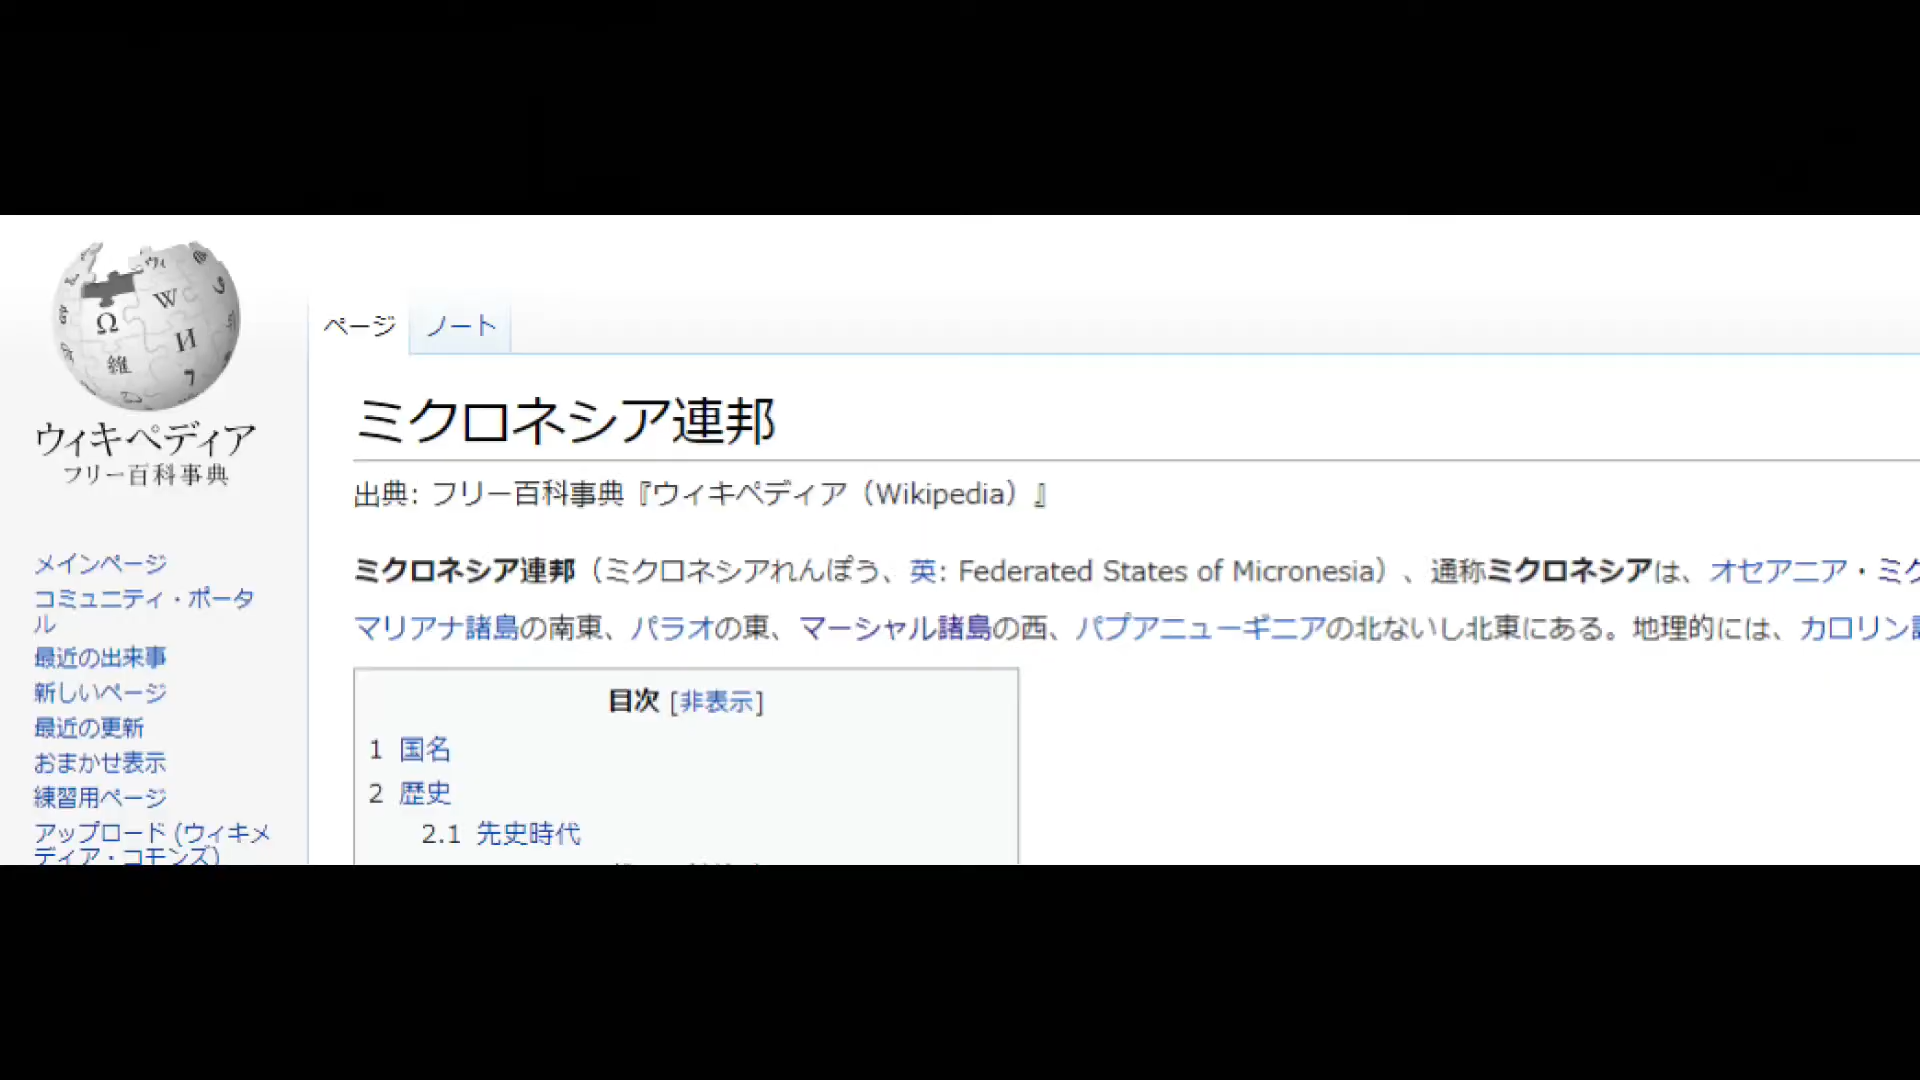 ウィキペディア
フリー百科事典
メインページ
コミュニティ・ポータ
ル
最近の出来事
新しいページ
最近の更新
おまかせ表示
練習用ページ
アップロード (ウィキメ
ディア・コモンズ)
ページ ノート
ミクロネシア連邦
出典: フリー百科事典『ウィキペディア（Wikipedia）』
ミクロネシア連邦（ミクロネシアれんぽう、英: Federated States of Micronesia）、通称ミクロネシアは、オセアニア・ミク
マリアナ諸島の南東、パラオの東、マーシャル諸島の西、パプアニューギニアの北ないし北東にある。地理的には、カロリン
目次 [非表示]
1 国名
2 歴史
2.1 先史時代